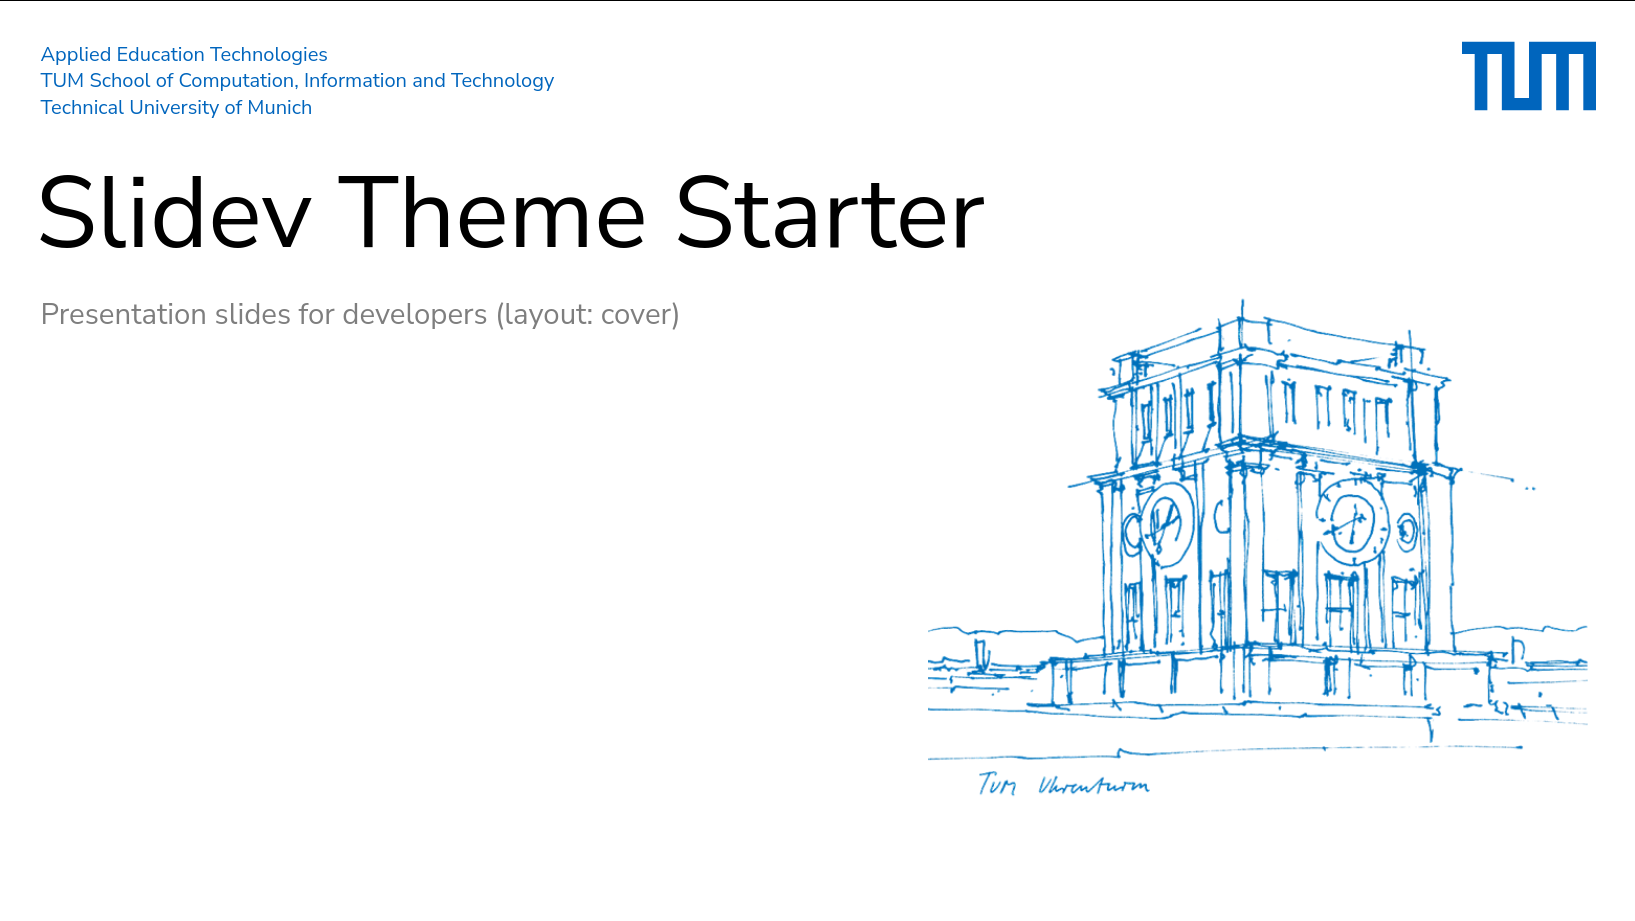 Applied Education Technologies
TUM School of Computation, Information and Technology
Technical University of Munich
TUM
Slidev Theme Starter
Presentation slides for developers (layout: cover)
TUM Uhrenturm